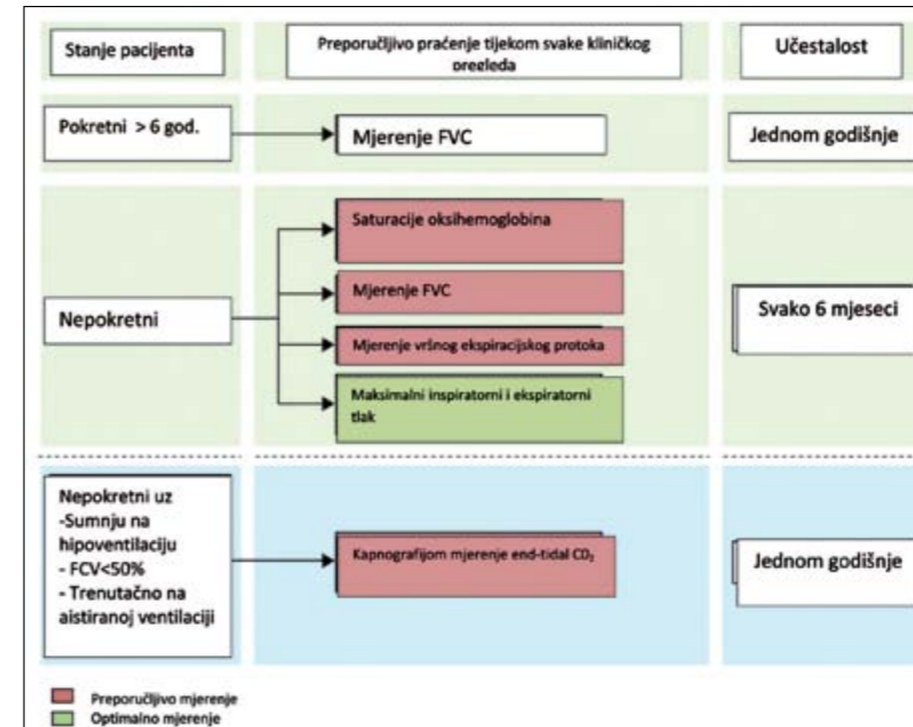 Stanje pacijenta
Preporučljivo praćenje tijekom svake kliničkog
pregleda
Učestalost
Pokretni > 6 god.
Mjerenje FVC
Jednom godišnje
Nepokretni
Saturacije oksihemoglobina
Mjerenje FVC
Mjerenje vršnog ekspiracijskog protoka
Maksimalni inspiratorni i ekspiratorni
tlak
Svako 6 mjeseci
Nepokretni uz
-Sumnju na
hipoventilaciju
- FCV<50%
- Trenutačno na
aistiranoj ventilaciji
Kapnografijom mjerenje end-tidal CO₂
Jednom godišnje
Preporučljivo mjerenje
Optimalno mjerenje